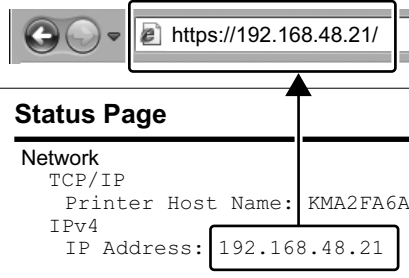 https://192.168.48.21/
Status Page
Network
TCP/IP
Printer Host Name: KMA2FA6A
IPv4
IP Address: 192.168.48.21